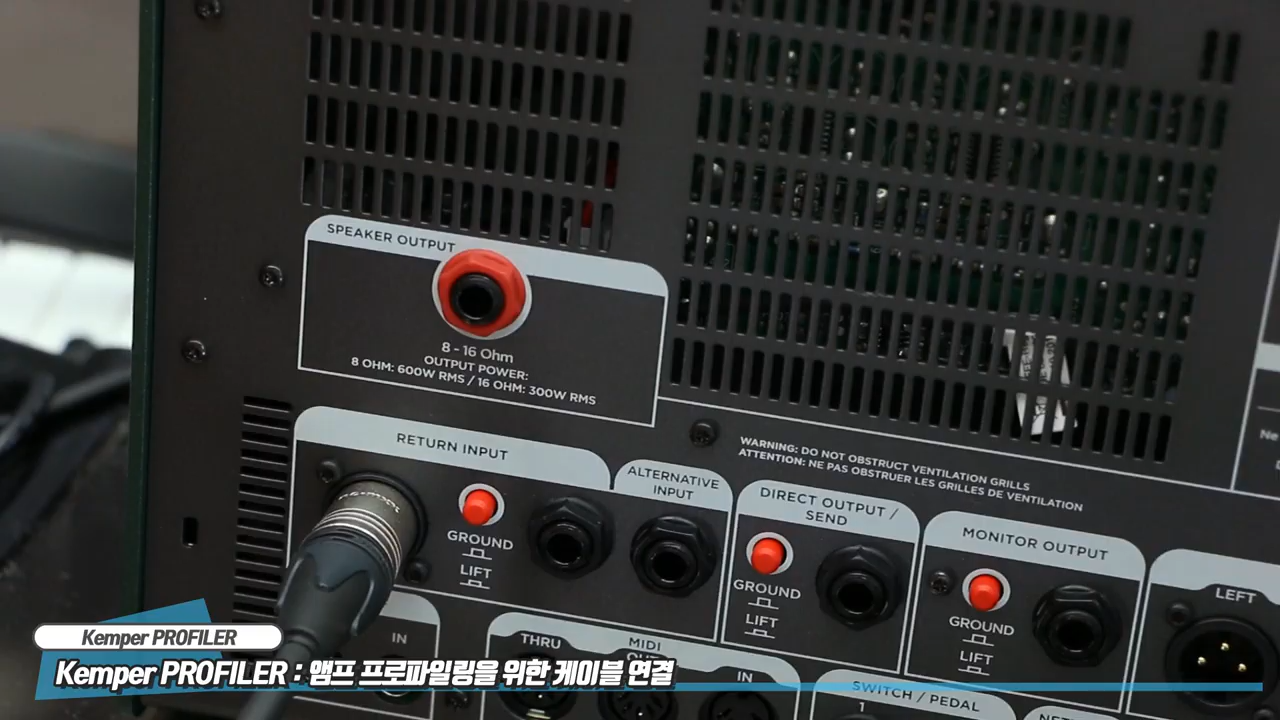 SPEAKER OUTPUT
8 - 16 Ohm
OUTPUT POWER:
8 OHM: 600W RMS / 16 OHM: 300W RMS
RETURN INPUT
ALTERNATIVE
INPUT
WARNING: DO NOT OBSTRUCT VENTILATION GRILLS
ATTENTION: NE PAS OBSTRUER LES GRILLES DE VENTILATION
DIRECT OUTPUT /
SEND
MONITOR OUTPUT
GROUND
LIFT
GROUND
LIFT
GROUND
LIFT
LEFT
IN
THRU
MIDI
IN
SWITCH / PEDAL
1
Kemper PROFILER
Kemper PROFILER : 앰프 프로파일링을 위한 케이블 연결